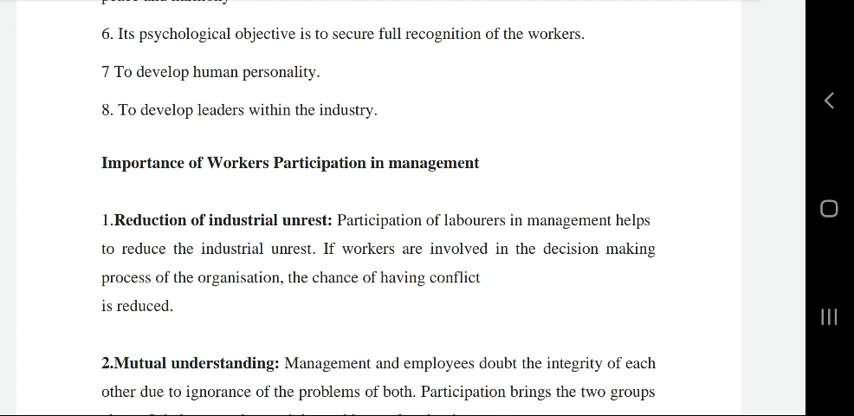 6. Its psychological objective is to secure full recognition of the workers.
7 To develop human personality.
8. To develop leaders within the industry.
Importance of Workers Participation in management
1.Reduction of industrial unrest: Participation of labourers in management helps
to reduce the industrial unrest. If workers are involved in the decision making
process of the organisation, the chance of having conflict
is reduced.
2.Mutual understanding: Management and employees doubt the integrity of each
other due to ignorance of the problems of both. Participation brings the two groups